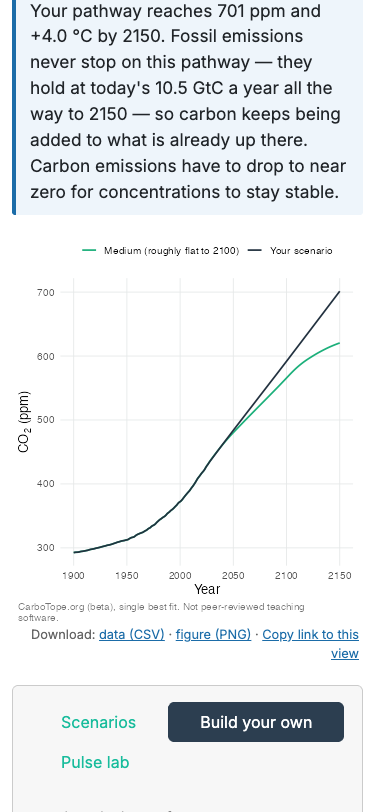 Your pathway reaches 701 ppm and
+4.0 °C by 2150. Fossil emissions
never stop on this pathway — they
hold at today's 10.5 GtC a year all the
way to 2150 — so carbon keeps being
added to what is already up there.
Carbon emissions have to drop to near
zero for concentrations to stay stable.
Medium (roughly flat to 2100) Your scenario
700
600
500
400
300
CO2 (ppm)
1900 1950 2000 2050 2100 2150
Year
CarboTope.org (beta), single best fit. Not peer-reviewed teaching
software.
Download: data (CSV) · figure (PNG) · Copy link to this
view
Scenarios Build your own
Pulse lab